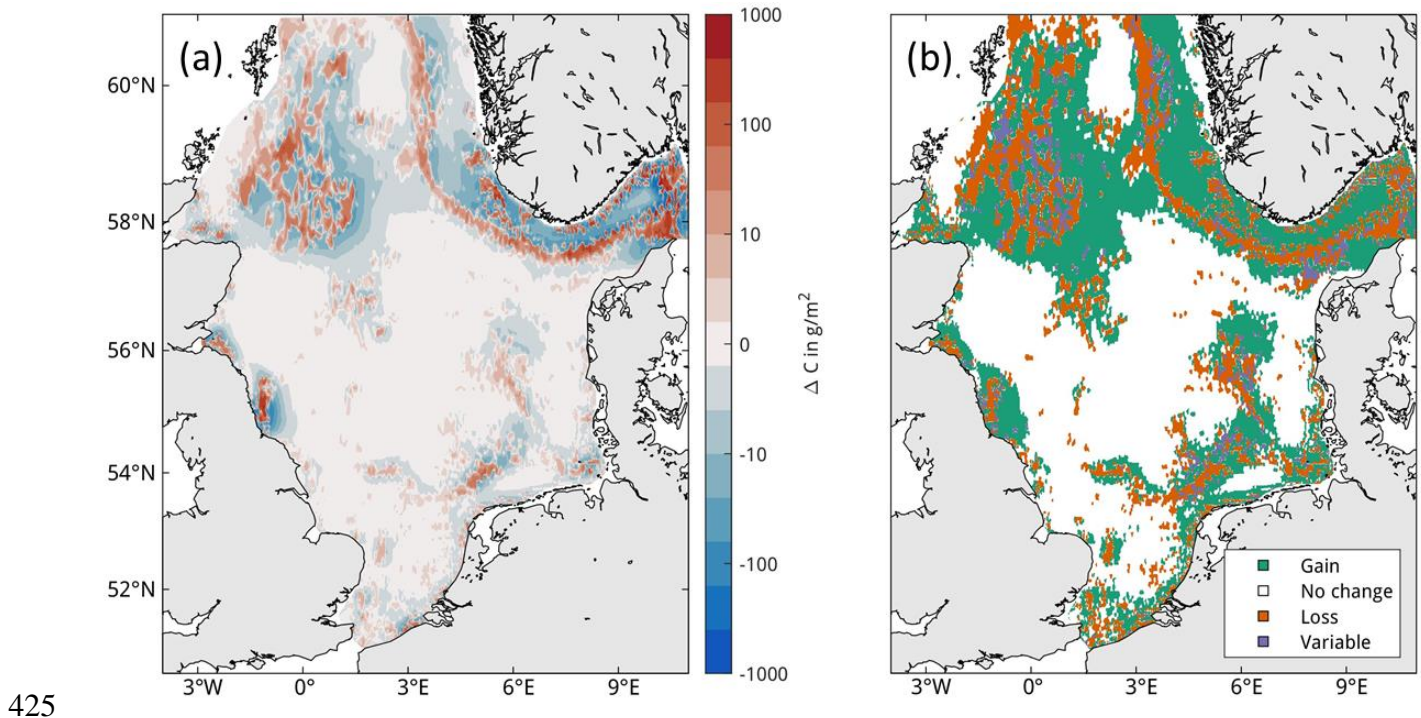 (a)
60°N
58°N
56°N
54°N
52°N
3°W 0° 3°E 6°E 9°E
1000
100
10
0
-10
-100
-1000
Δ C in g/m²
(b)
Gain
No change
Loss
Variable
3°W 0° 3°E 6°E 9°E
425